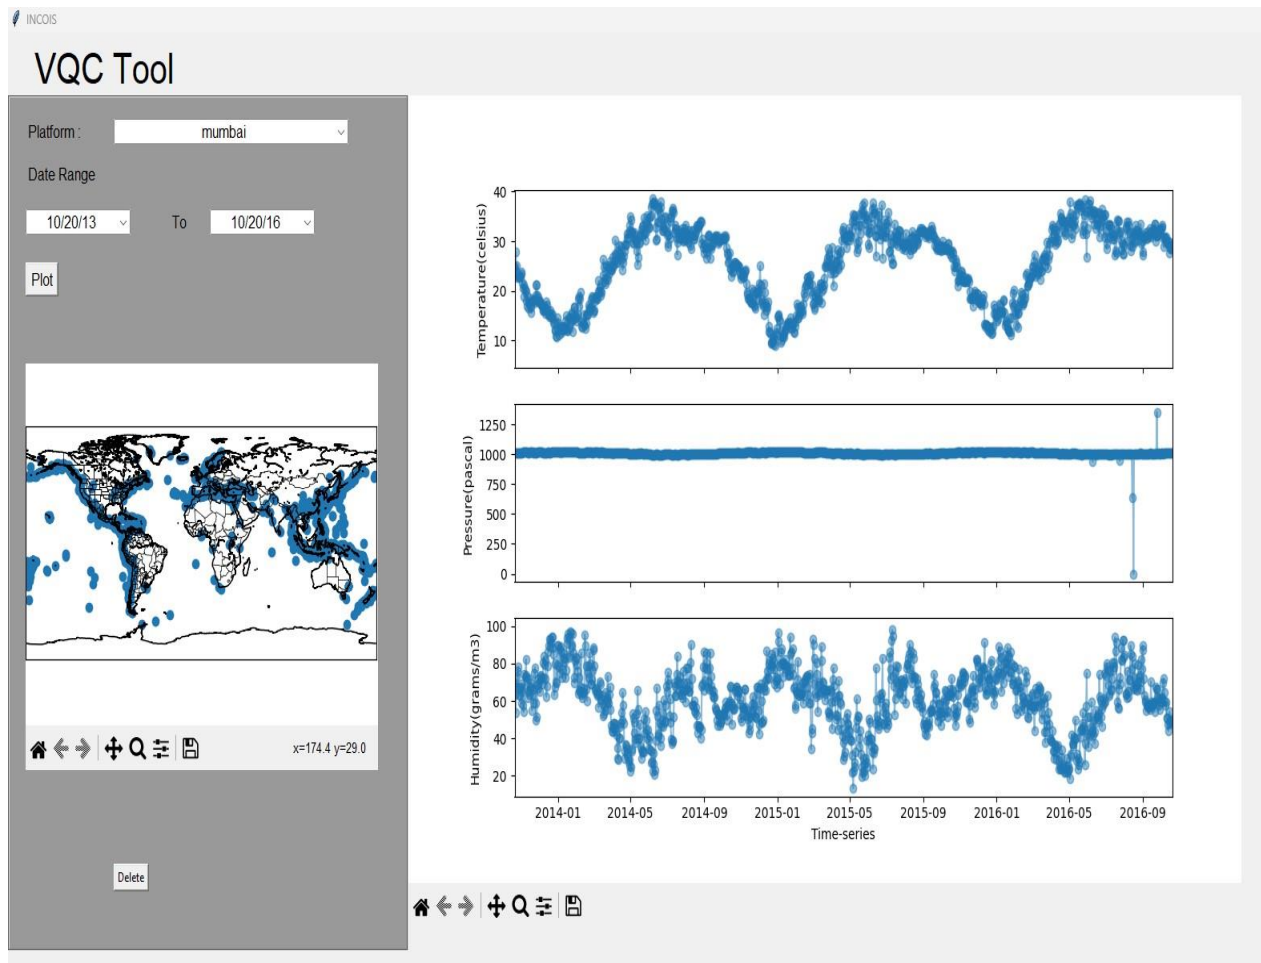 INCOIS
VQC Tool
Platform :
mumbai
Date Range
10/20/13
To
10/20/16
Plot
x=174.4 y=29.0
Delete
40
30
20
10
Temperature(celsius)
1250
1000
750
500
250
0
Pressure(pascal)
100
80
60
40
20
Humidity(grams/m3)
2014-01 2014-05 2014-09 2015-01 2015-05 2015-09 2016-01 2016-05 2016-09
Time-series